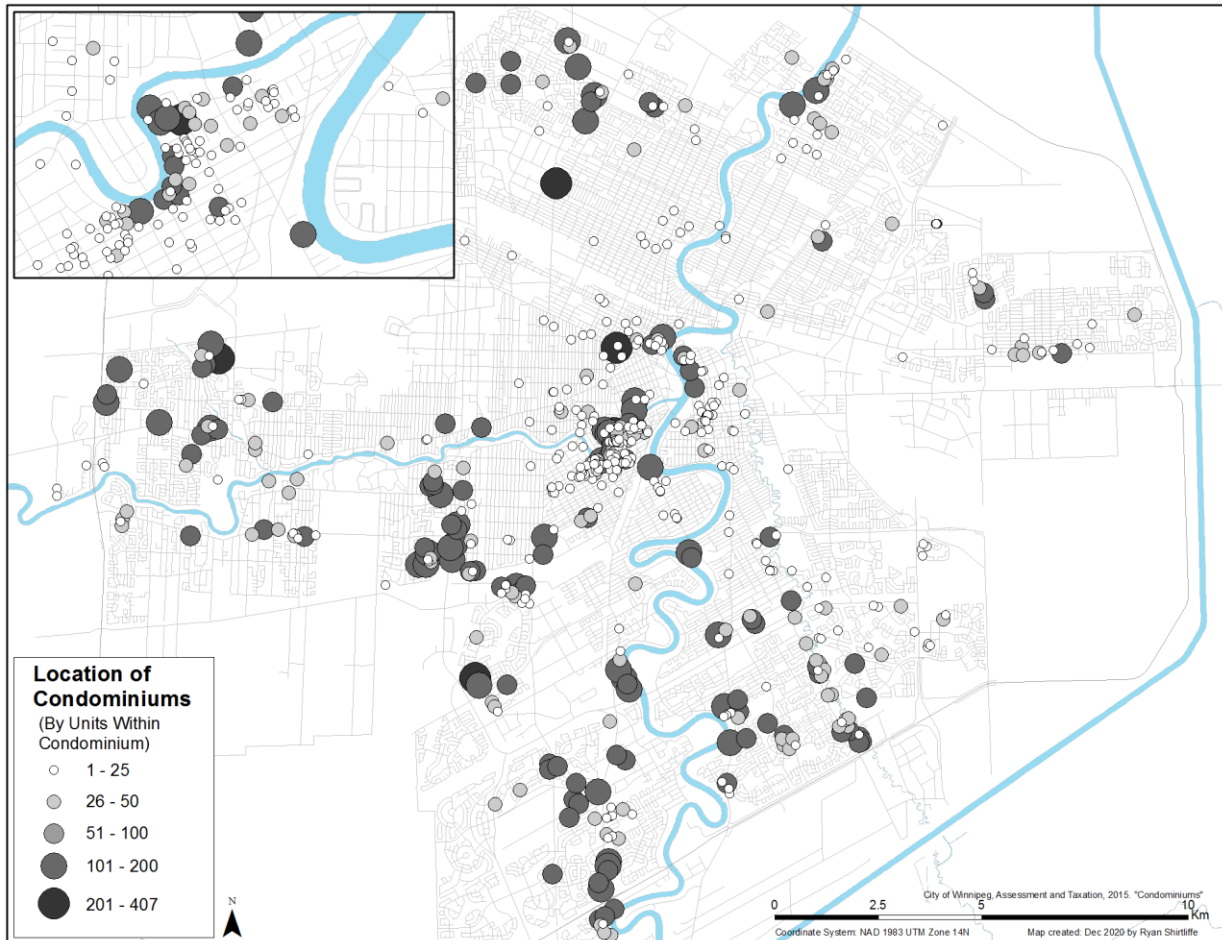 Location of
Condominiums
(By Units Within
Condominium)
1 - 25
26 - 50
51 - 100
101 - 200
201 - 407
N
City of Winnipeg, Assessment and Taxation, 2015. "Condominiums"
0 2.5 5 10
Km
Coordinate System: NAD 1983 UTM Zone 14N Map created: Dec 2020 by Ryan Shirtliffe